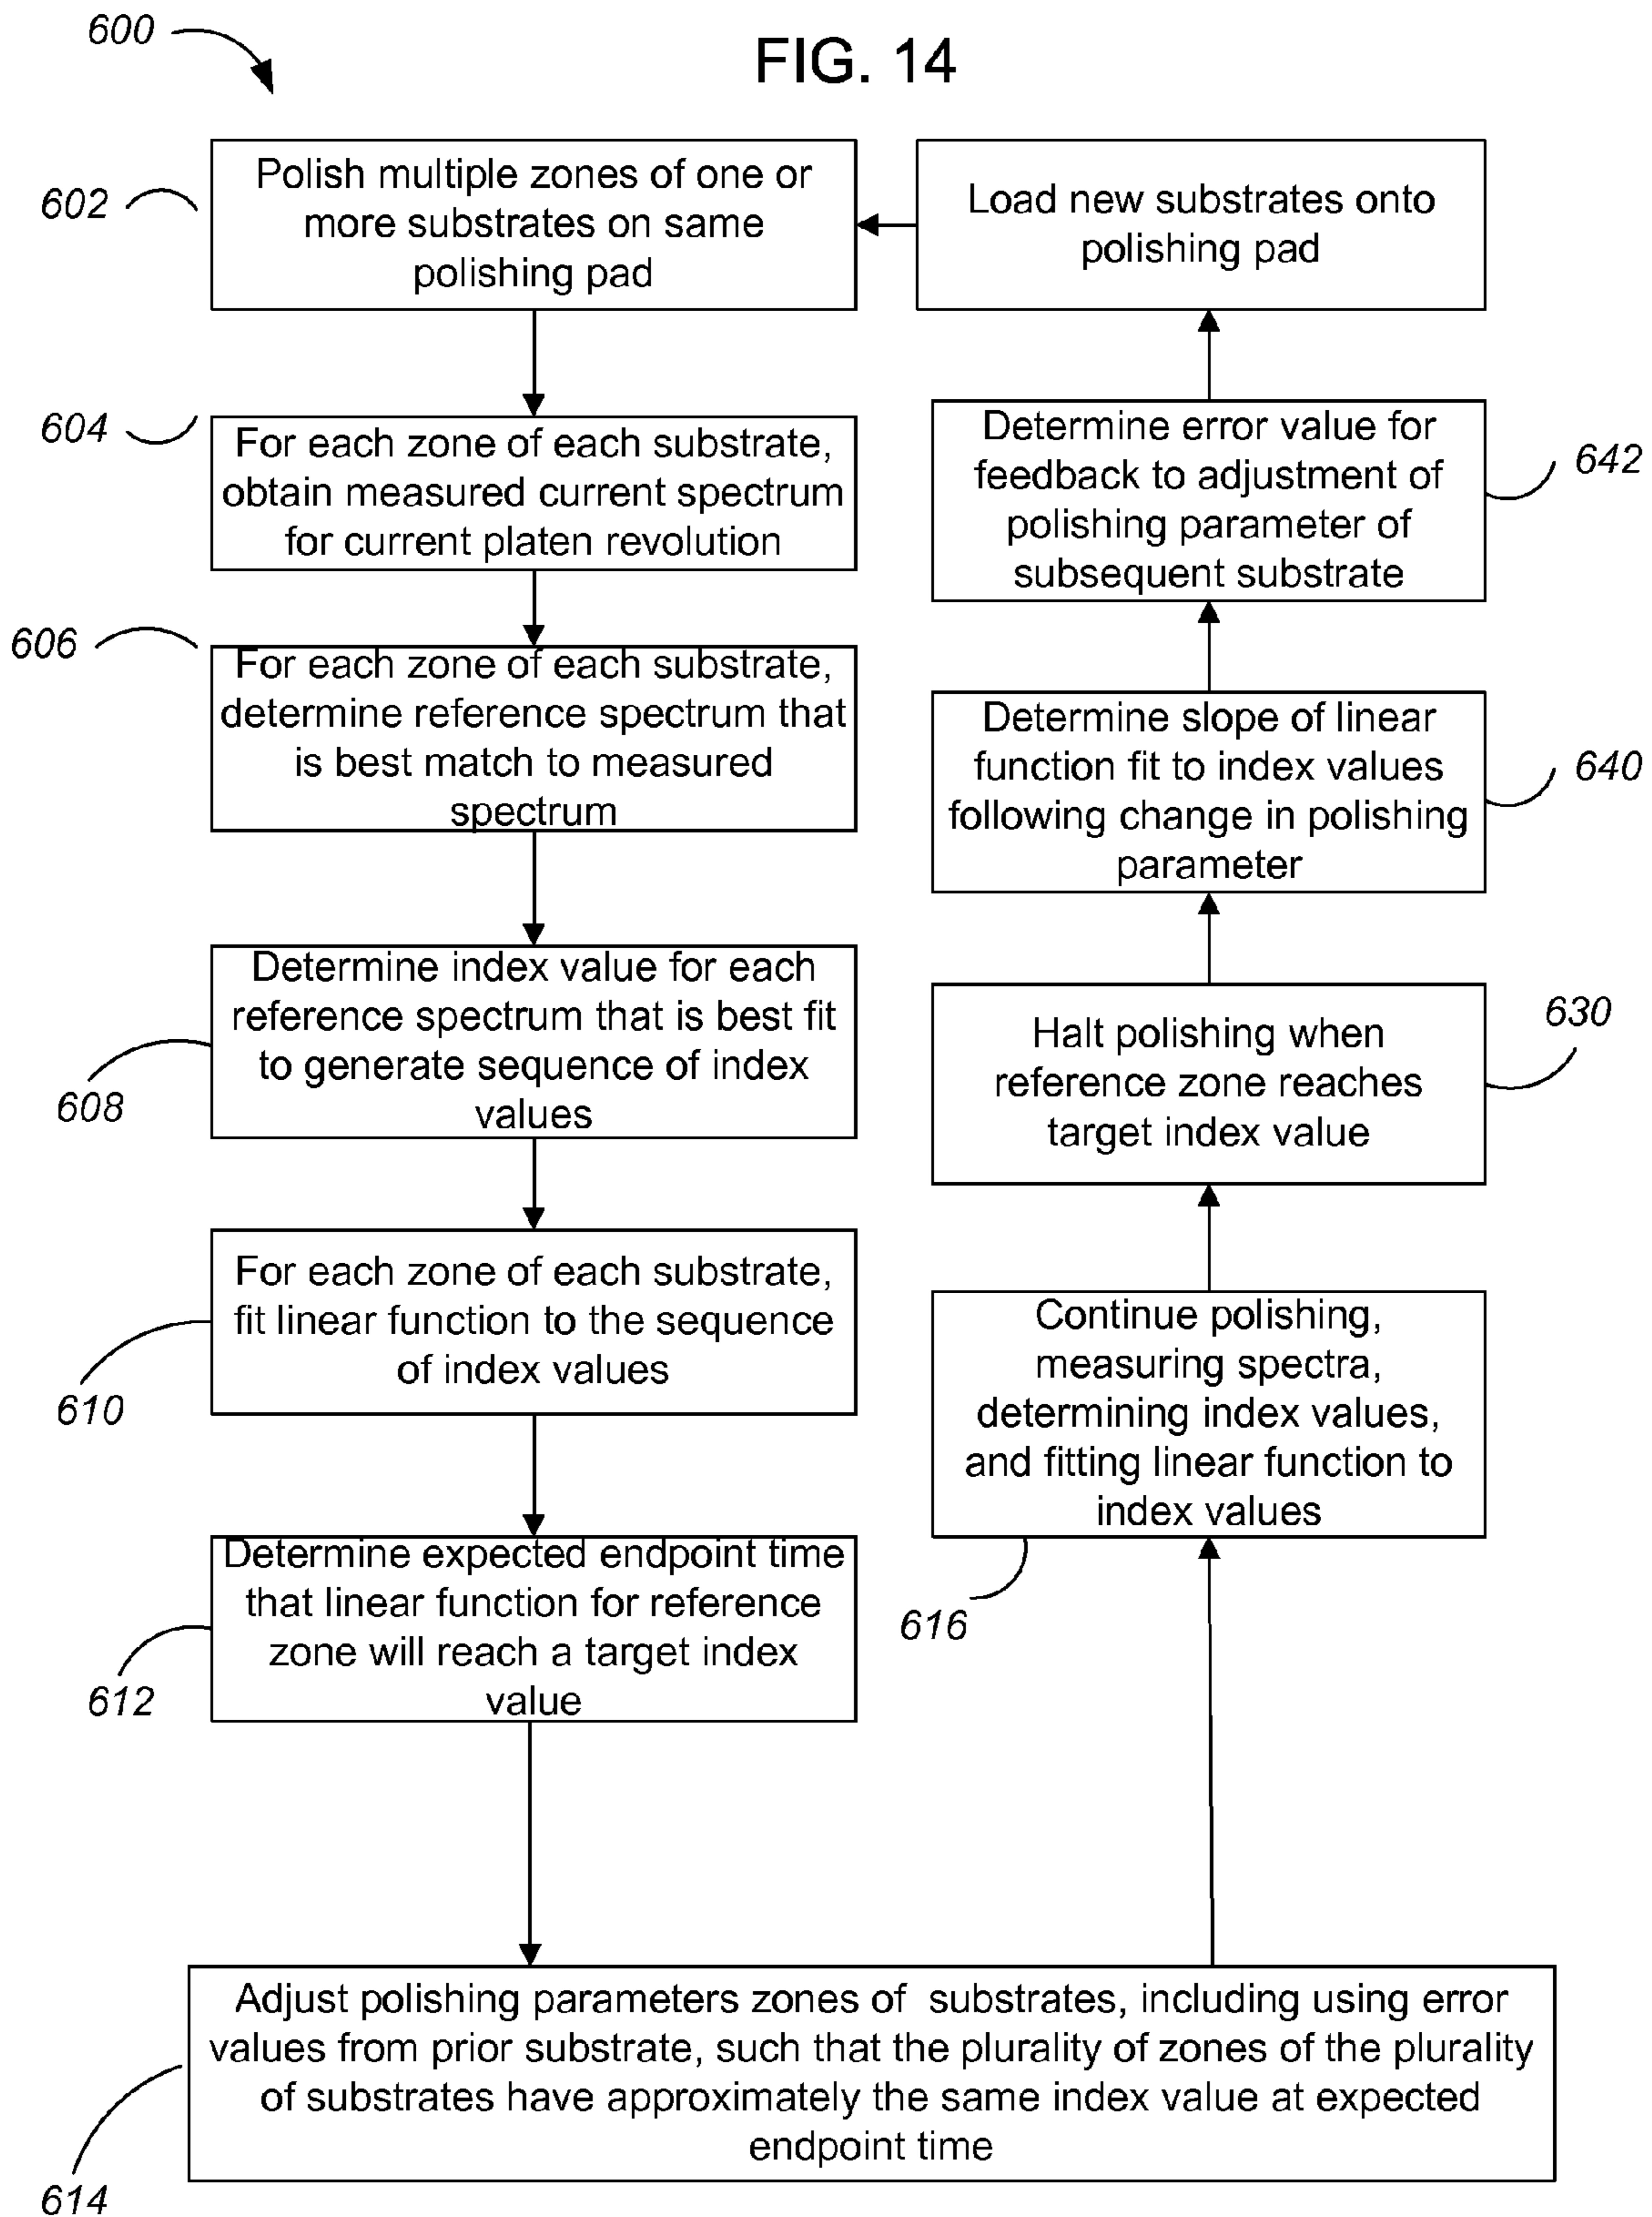 600
FIG. 14
602
Polish multiple zones of one or
more substrates on same
polishing pad
604
For each zone of each substrate,
obtain measured current spectrum
for current platen revolution
606
For each zone of each substrate,
determine reference spectrum that
is best match to measured
spectrum
Determine index value for each
reference spectrum that is best fit
to generate sequence of index
values
608
For each zone of each substrate,
fit linear function to the sequence
of index values
610
Determine expected endpoint time
that linear function for reference
zone will reach a target index
value
612
Adjust polishing parameters zones of  substrates, including using error
values from prior substrate, such that the plurality of zones of the plurality
of substrates have approximately the same index value at expected
endpoint time
614
Continue polishing,
measuring spectra,
determining index values,
and fitting linear function to
index values
616
Halt polishing when
reference zone reaches
target index value
630
Determine slope of linear
function fit to index values
following change in polishing
parameter
640
Determine error value for
feedback to adjustment of
polishing parameter of
subsequent substrate
642
Load new substrates onto
polishing pad